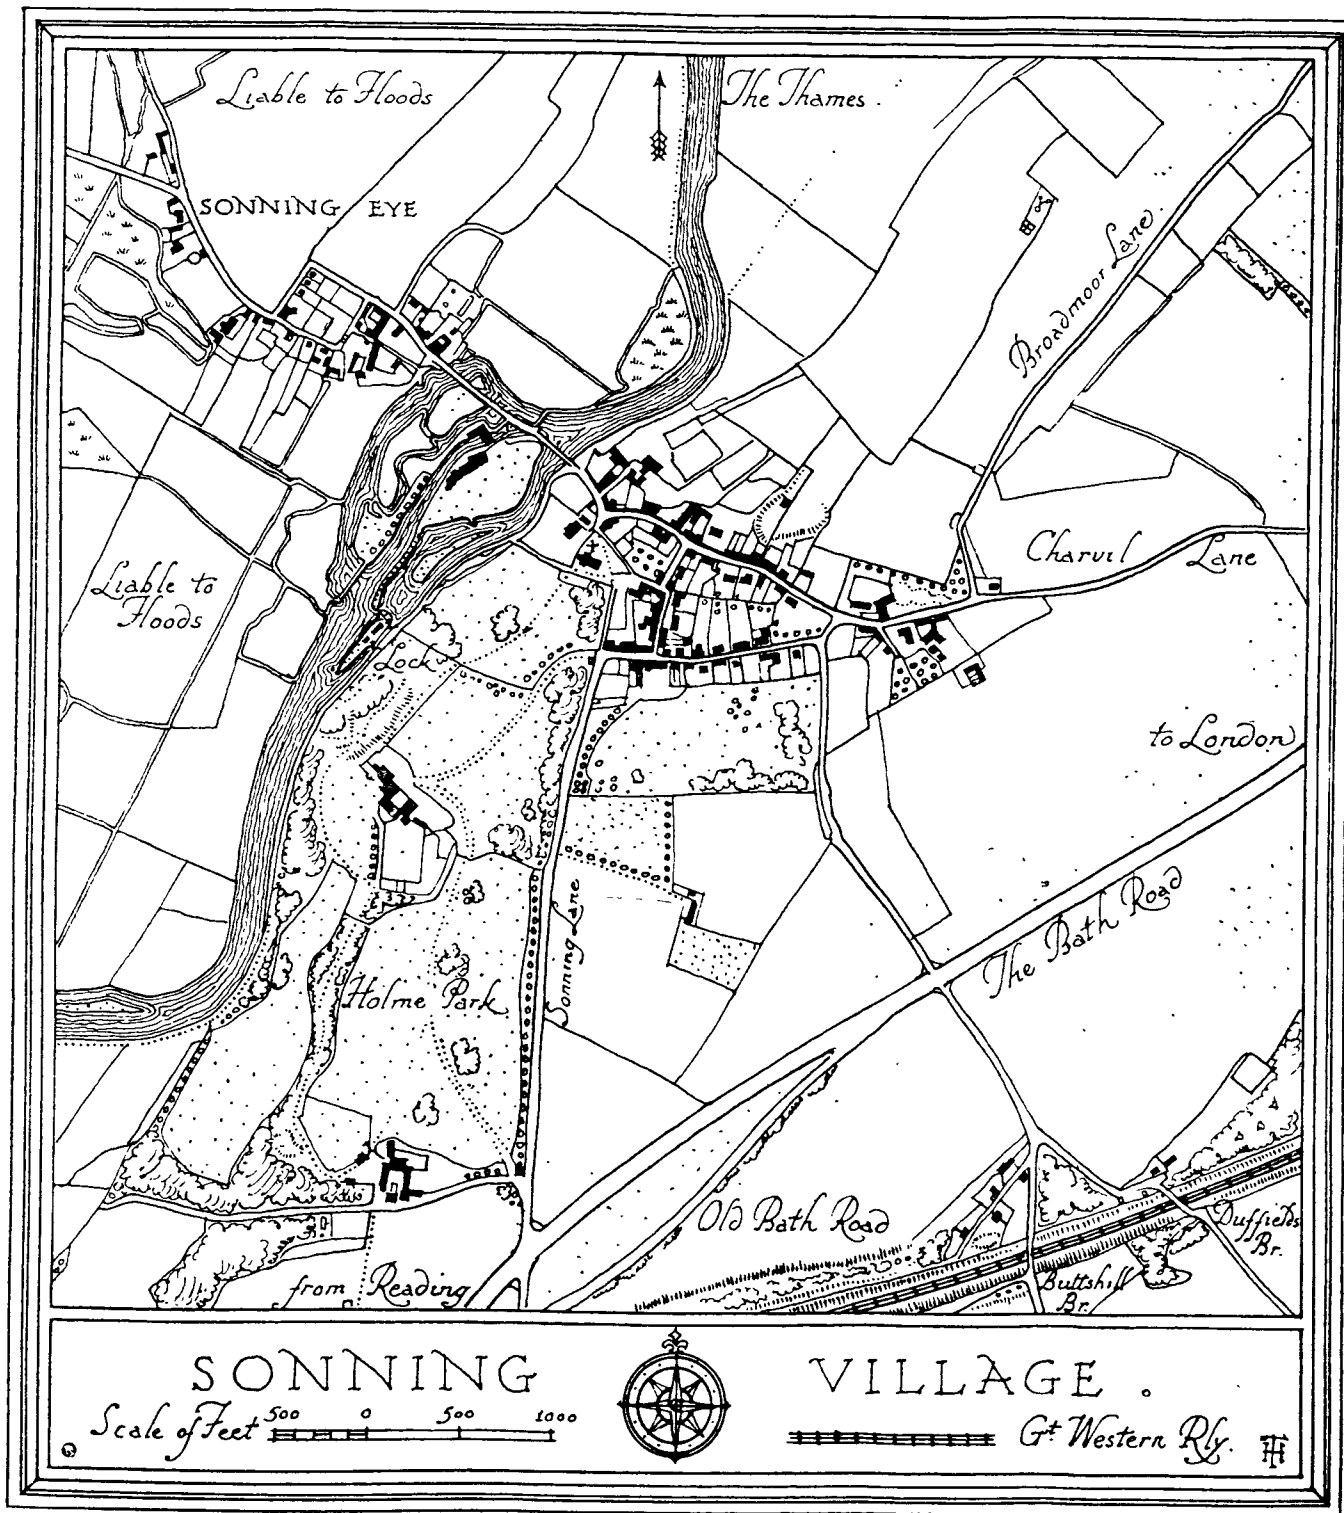 Liable to Floods
The Thames.
SONNING EYE
Broadmoor Lane.
Charvil Lane
Liable to
Floods
Lock
to London
The Bath Road
Sonning Lane
Holme Park
Old Bath Road
Duffields
Br.
from Reading
Buttshill
Br.
SONNING VILLAGE.
Scale of Feet 500 0 500 1000
Gt Western Rly.